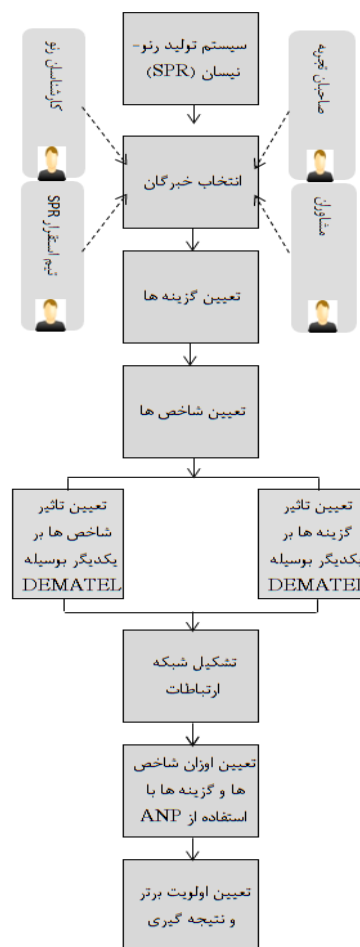 سیستم تولید رنو-
نیسان (SPR)
صاحبان تجربه
کارشناسان رنو
انتخاب خبرگان
مشاوران
تیم استقرار SPR
تعیین گزینه ها
تعیین شاخص ها
تعیین تاثیر
گزینه ها بر
یکدیگر بوسیله
DEMATEL
تعیین تاثیر
شاخص ها بر
یکدیگر بوسیله
DEMATEL
تشکیل شبکه
ارتباطات
تعیین اوزان شاخص
ها و گزینه ها با
استفاده از ANP
تعیین اولویت برتر
و نتیجه گیری